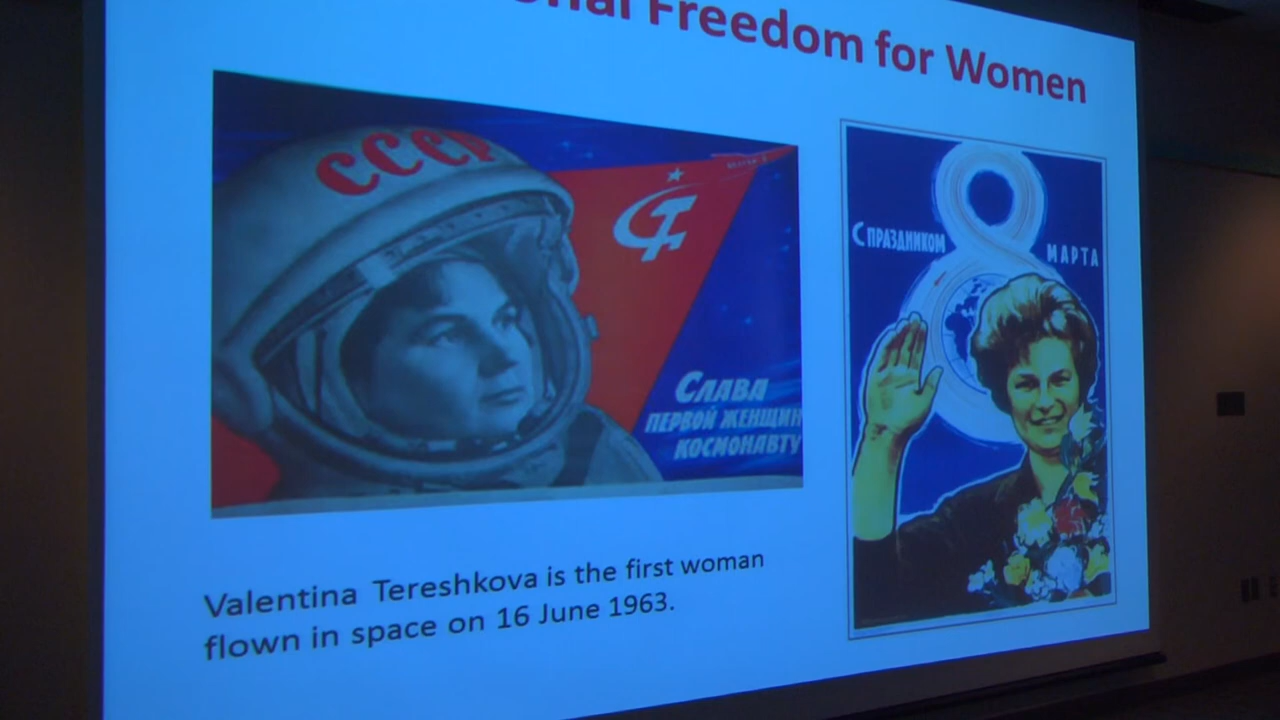 Freedom for Women
СССР
СЛАВА
ПЕРВОЙ ЖЕНЩИН
КОСМОНАВТУ
8
С ПРАЗДНИКОМ
МАРТА
Valentina Tereshkova is the first woman
flown in space on 16 June 1963.